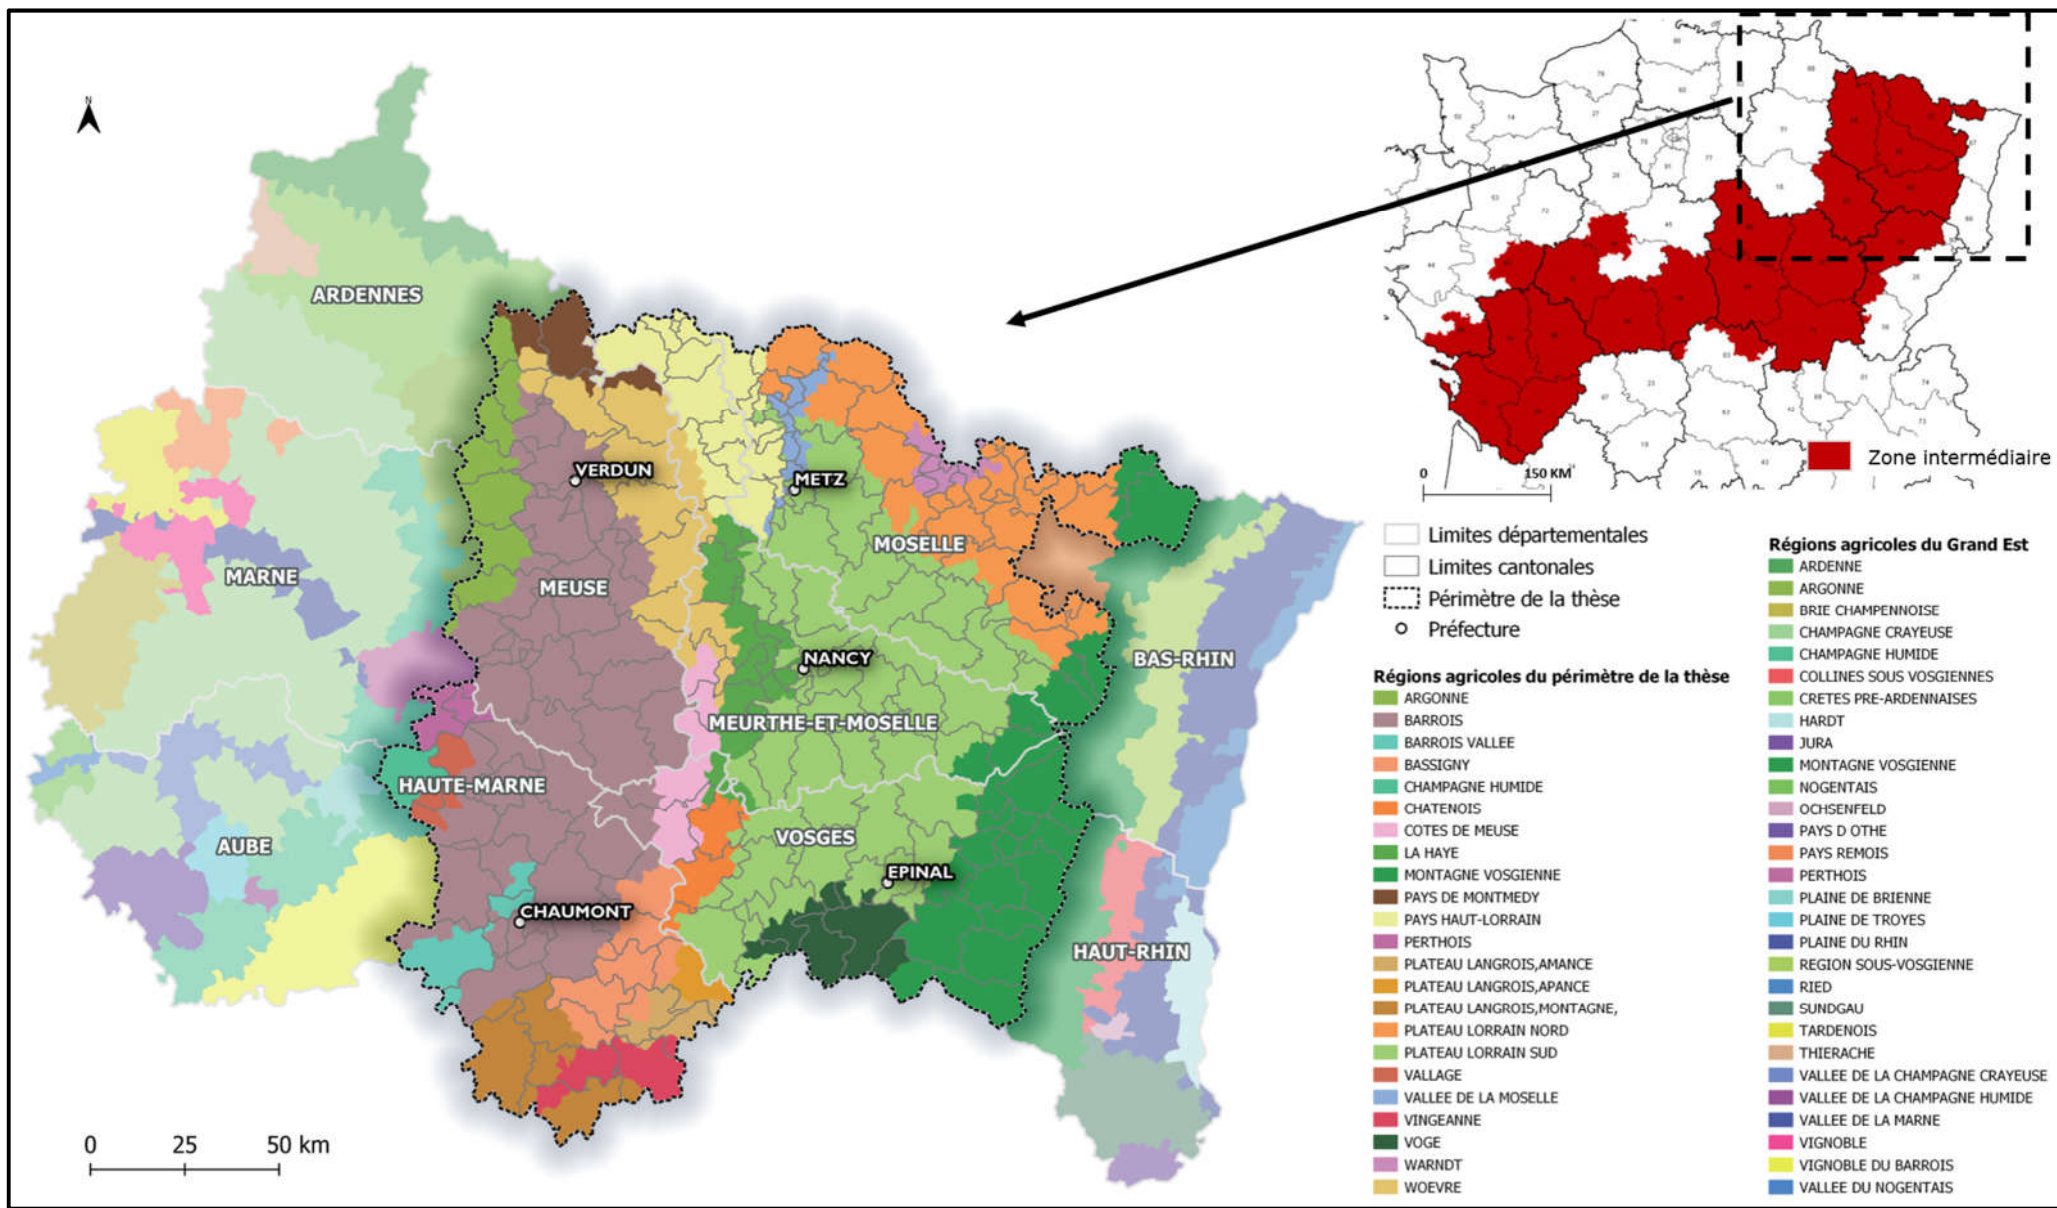 N
ARDENNES
VERDUN
METZ
MOSELLE
MARNE
MEUSE
NANCY
BAS-RHIN
MEURTHE-ET-MOSELLE
HAUTE-MARNE
AUBE
VOSGES
EPINAL
CHAUMONT
HAUT-RHIN
0 25 50 km
0 150 KM
Zone intermédiaire
Limites départementales
Limites cantonales
Périmètre de la thèse
Préfecture
Régions agricoles du périmètre de la thèse
ARGONNE
BARROIS
BARROIS VALLEE
BASSIGNY
CHAMPAGNE HUMIDE
CHATENOIS
COTES DE MEUSE
LA HAYE
MONTAGNE VOSGIENNE
PAYS DE MONTMEDY
PAYS HAUT-LORRAIN
PERTHOIS
PLATEAU LANGROIS,AMANCE
PLATEAU LANGROIS,APANCE
PLATEAU LANGROIS,MONTAGNE,
PLATEAU LORRAIN NORD
PLATEAU LORRAIN SUD
VALLAGE
VALLEE DE LA MOSELLE
VINGEANNE
VOGE
WARNDT
WOEVRE
Régions agricoles du Grand Est
ARDENNE
ARGONNE
BRIE CHAMPENNOISE
CHAMPAGNE CRAYEUSE
CHAMPAGNE HUMIDE
COLLINES SOUS VOSGIENNES
CRETES PRE-ARDENNAISES
HARDT
JURA
MONTAGNE VOSGIENNE
NOGENTAIS
OCHSENFELD
PAYS D OTHE
PAYS REMOIS
PERTHOIS
PLAINE DE BRIENNE
PLAINE DE TROYES
PLAINE DU RHIN
REGION SOUS-VOSGIENNE
RIED
SUNDGAU
TARDENOIS
THIERACHE
VALLEE DE LA CHAMPAGNE CRAYEUSE
VALLEE DE LA CHAMPAGNE HUMIDE
VALLEE DE LA MARNE
VIGNOBLE
VIGNOBLE DU BARROIS
VALLEE DU NOGENTAIS